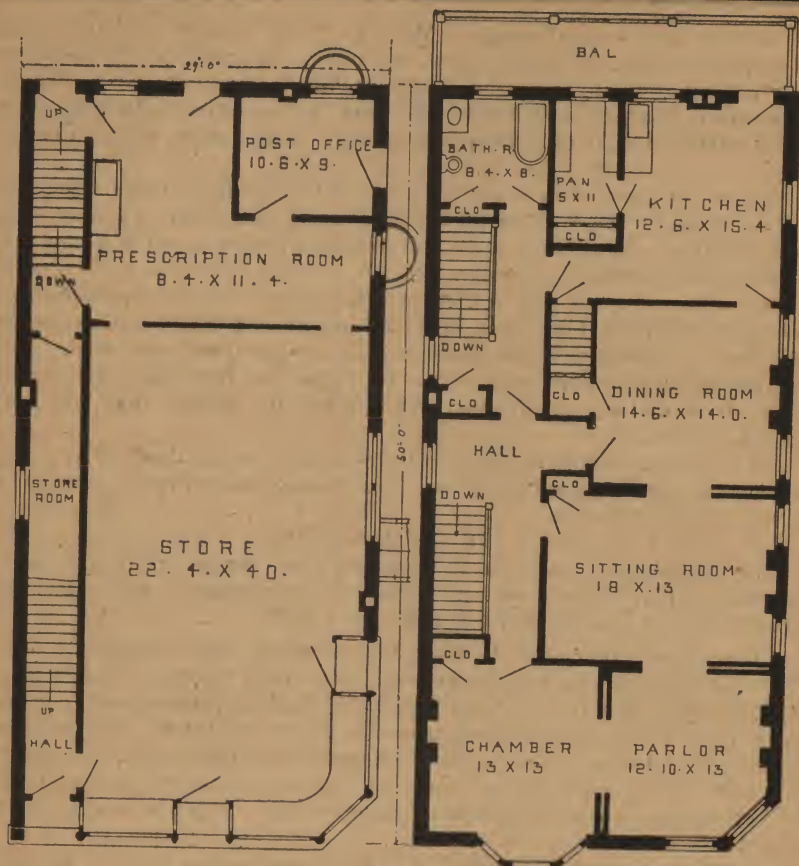 29'.0"
UP
POST OFFICE
10.6.X 9.
PRESCRIPTION ROOM
8.4.X 11.4.
DOWN
STORE
ROOM
STORE
22.4.X 40.
UP
HALL
60'.0"
BAL
BATH.R.
8.4.X 8.
PAN
5X11
KITCHEN
12.6.X 15.4
CLO
CLO
DOWN
CLO
CLO
DINING ROOM
14.6.X 14.0.
HALL
CLO
DOWN
SITTING ROOM
18 X.13
CLO
CHAMBER
13 X 13
PARLOR
12.10.X 13